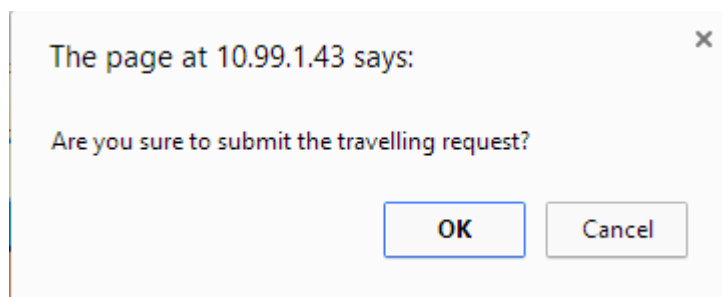 The page at 10.99.1.43 says:
Are you sure to submit the travelling request?
OK
Cancel